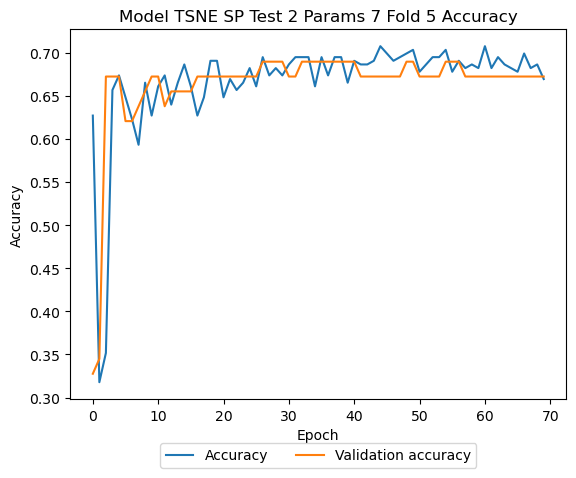 Model TSNE SP Test 2 Params 7 Fold 5 Accuracy
0.70
0.65
0.60
0.55
0.50
0.45
0.40
0.35
0.30
Accuracy
0 10 20 30 40 50 60 70
Epoch
Accuracy Validation accuracy